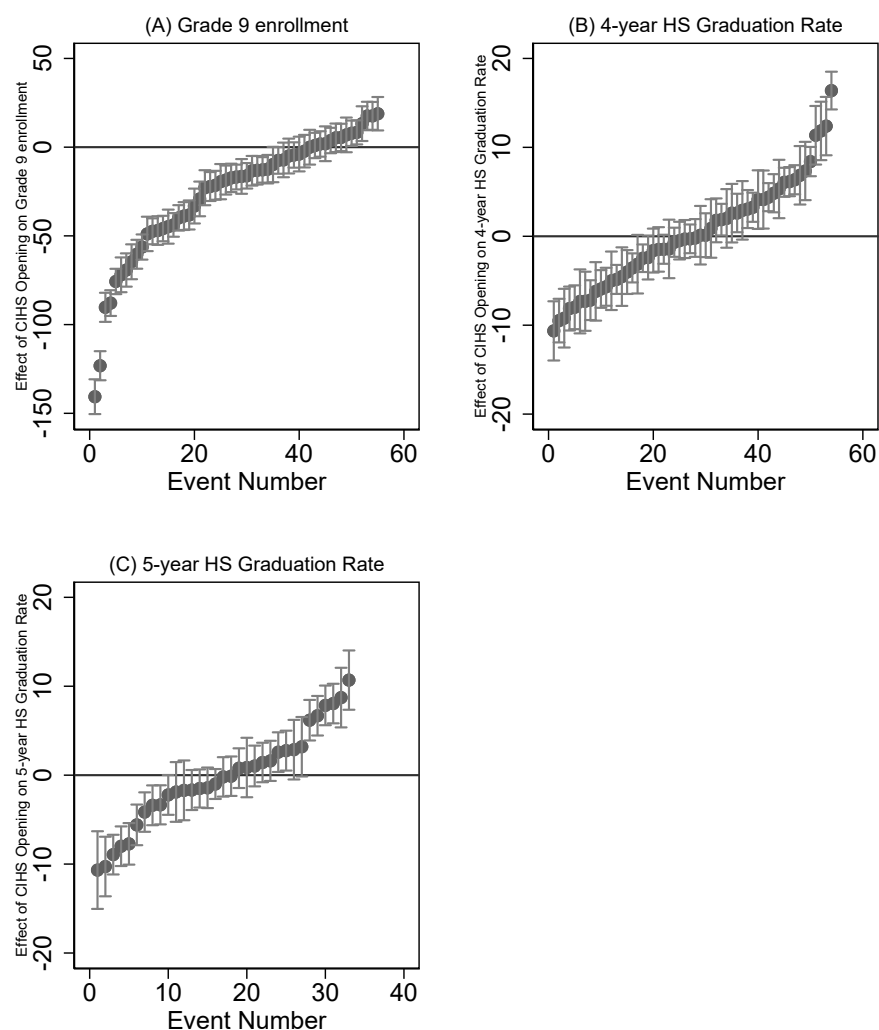 (A) Grade 9 enrollment
Effect of CIHS Opening on Grade 9 enrollment
50
0
-50
-100
-150
0 20 40 60
Event Number
(B) 4-year HS Graduation Rate
Effect of CIHS Opening on 4-year HS Graduation Rate
20
10
0
-10
-20
0 20 40 60
Event Number
(C) 5-year HS Graduation Rate
Effect of CIHS Opening on 5-year HS Graduation Rate
20
10
0
-10
-20
0 10 20 30 40
Event Number